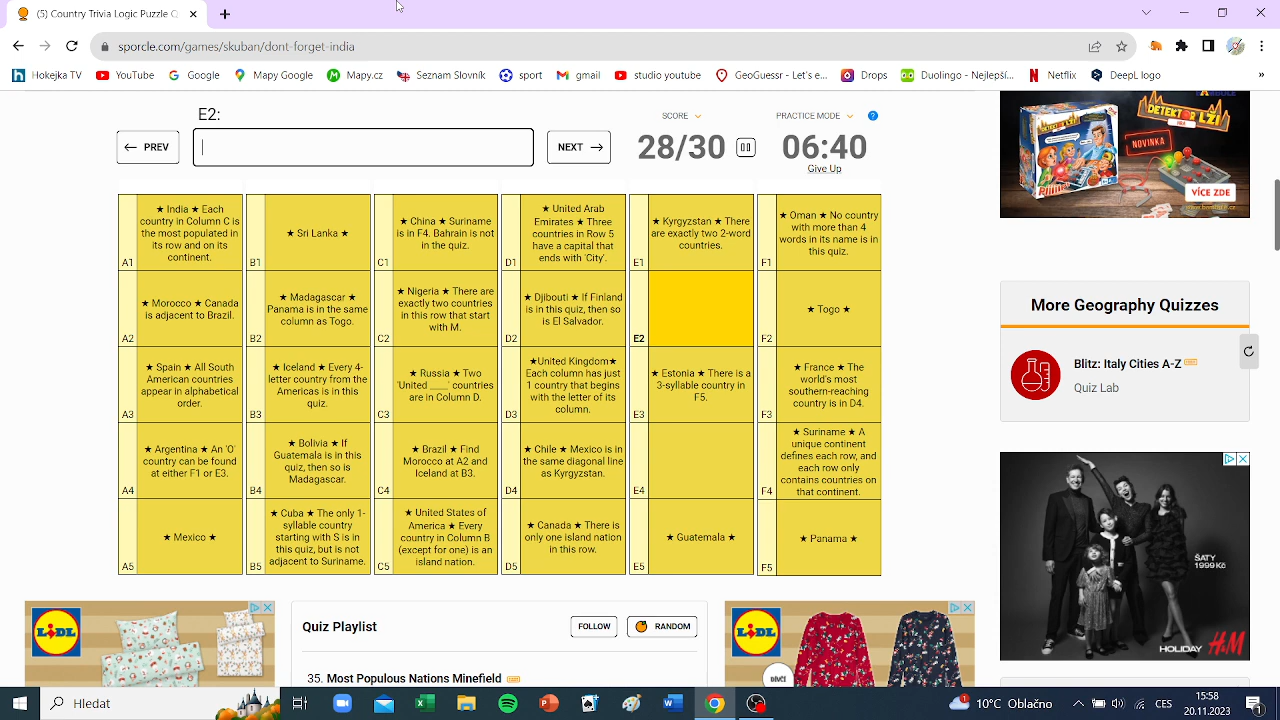 (5) Country Trivia C
sporcle.com/games/skuban/dont-forget-india
Hokejka TV
YouTube
Google
Mapy Google
Mapy.cz
Seznam Slovník
sport
gmail
studio youtube
GeoGuessr - Let's e...
Drops
Duolingo - Nejlepší...
Netflix
DeepL logo
»
E2:
PREV
NEXT
SCORE
28/30
PRACTICE MODE
?
06:40
Give Up
★ India ★ Each
country in Column C is
the most populated in
its row and on its
continent.
A1
★ Sri Lanka ★
B1
★ China ★ Suriname
is in F4. Bahrain is not
in the quiz.
C1
★ United Arab
Emirates ★ Three
countries in Row 5
have a capital that
ends with 'City'.
D1
★ Kyrgyzstan ★ There
are exactly two 2-word
countries.
E1
★ Oman ★ No country
with more than 4
words in its name is in
this quiz.
F1
★ Morocco ★ Canada
is adjacent to Brazil.
A2
★ Madagascar ★
Panama is in the same
column as Togo.
B2
★ Nigeria ★ There are
exactly two countries
in this row that start
with M.
C2
★ Djibouti ★ If Finland
is in this quiz, then so
is El Salvador.
D2
E2
★ Togo ★
F2
★ Spain ★ All South
American countries
appear in alphabetical
order.
A3
★ Iceland ★ Every 4-
letter country from the
Americas is in this
quiz.
B3
★ Russia ★ Two
'United ____' countries
are in Column D.
C3
★United Kingdom★
Each column has just
1 country that begins
with the letter of its
column.
D3
★ Estonia ★ There is a
3-syllable country in
F5.
E3
★ France ★ The
world's most
southern-reaching
country is in D4.
F3
★ Argentina ★ An 'O'
country can be found
at either F1 or E3.
A4
★ Bolivia ★ If
Guatemala is in this
quiz, then so is
Madagascar.
B4
★ Brazil ★ Find
Morocco at A2 and
Iceland at B3.
C4
★ Chile ★ Mexico is in
the same diagonal line
as Kyrgyzstan.
D4
E4
★ Suriname ★ A
unique continent
defines each row, and
each row only
contains countries on
that continent.
F4
★ Mexico ★
A5
★ Cuba ★ The only 1-
syllable country
starting with S is in
this quiz, but is not
adjacent to Suriname.
B5
★ United States of
America ★ Every
country in Column B
(except for one) is an
island nation.
C5
★ Canada ★ There is
only one island nation
in this row.
D5
★ Guatemala ★
E5
★ Panama ★
F5
DETEKTOR LŽI
NOVINKA
VÍCE ZDE
More Geography Quizzes
Blitz: Italy Cities A-Z
Quiz Lab
ŠATY
1999 Kč
HOLIDAY H&M
LIDL
Quiz Playlist
FOLLOW
RANDOM
35. Most Populous Nations Minefield
LIDL
DÍVČÍ
Hledat
10°C Oblačno
15:58
20.11.2023